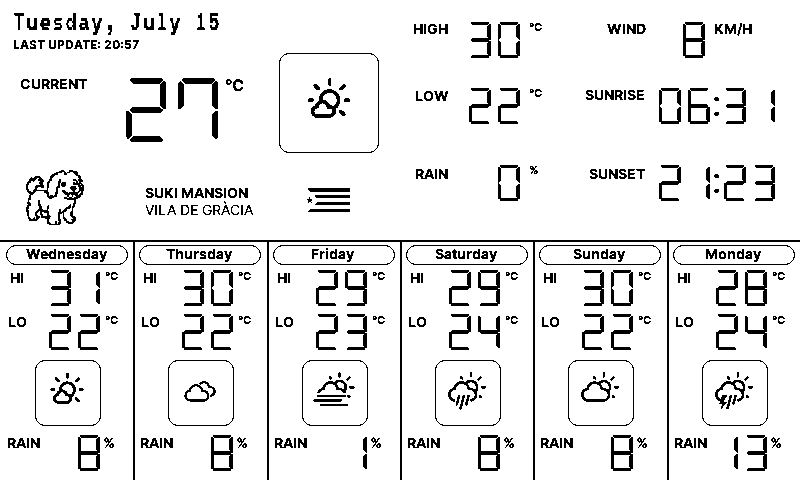 Tuesday, July 15
LAST UPDATE: 20:57
CURRENT 27 °C
SUKI MANSION
VILA DE GRÀCIA
HIGH 30 °C
LOW 22 °C
RAIN 0 %
WIND 8 KM/H
SUNRISE 06:31
SUNSET 21:23
Wednesday
HI 31 °C
LO 22 °C
RAIN 8 %
Thursday
HI 30 °C
LO 22 °C
RAIN 8 %
Friday
HI 29 °C
LO 23 °C
RAIN 1 %
Saturday
HI 29 °C
LO 24 °C
RAIN 8 %
Sunday
HI 30 °C
LO 22 °C
RAIN 8 %
Monday
HI 28 °C
LO 24 °C
RAIN 13 %